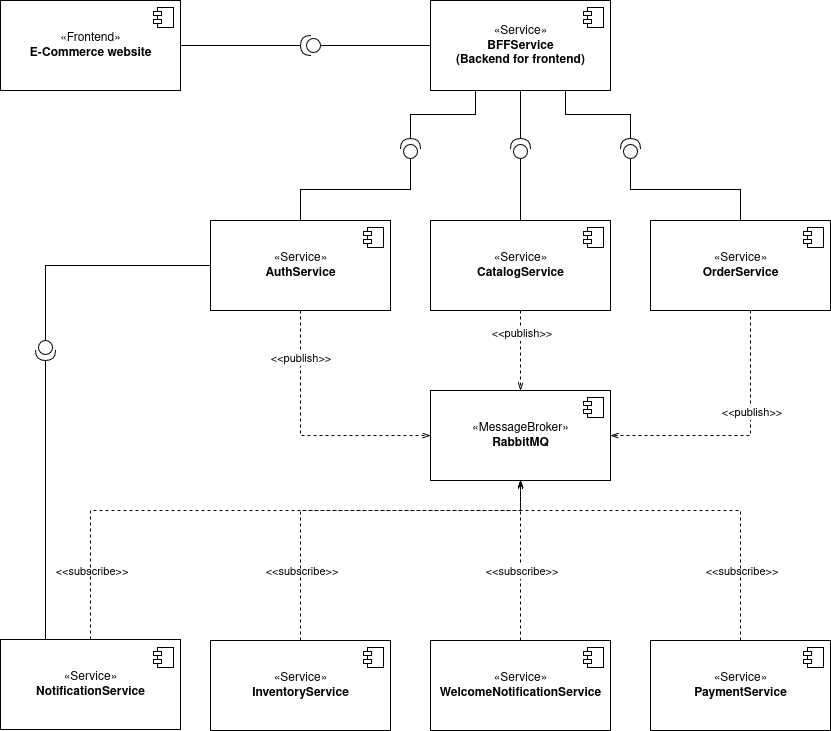 «Frontend»
E-Commerce website
«Service»
BFFService
(Backend for frontend)
«Service»
AuthService
«Service»
CatalogService
«Service»
OrderService
<<publish>>
<<publish>>
<<publish>>
«MessageBroker»
RabbitMQ
<<subscribe>>
<<subscribe>>
<<subscribe>>
<<subscribe>>
«Service»
NotificationService
«Service»
InventoryService
«Service»
WelcomeNotificationService
«Service»
PaymentService